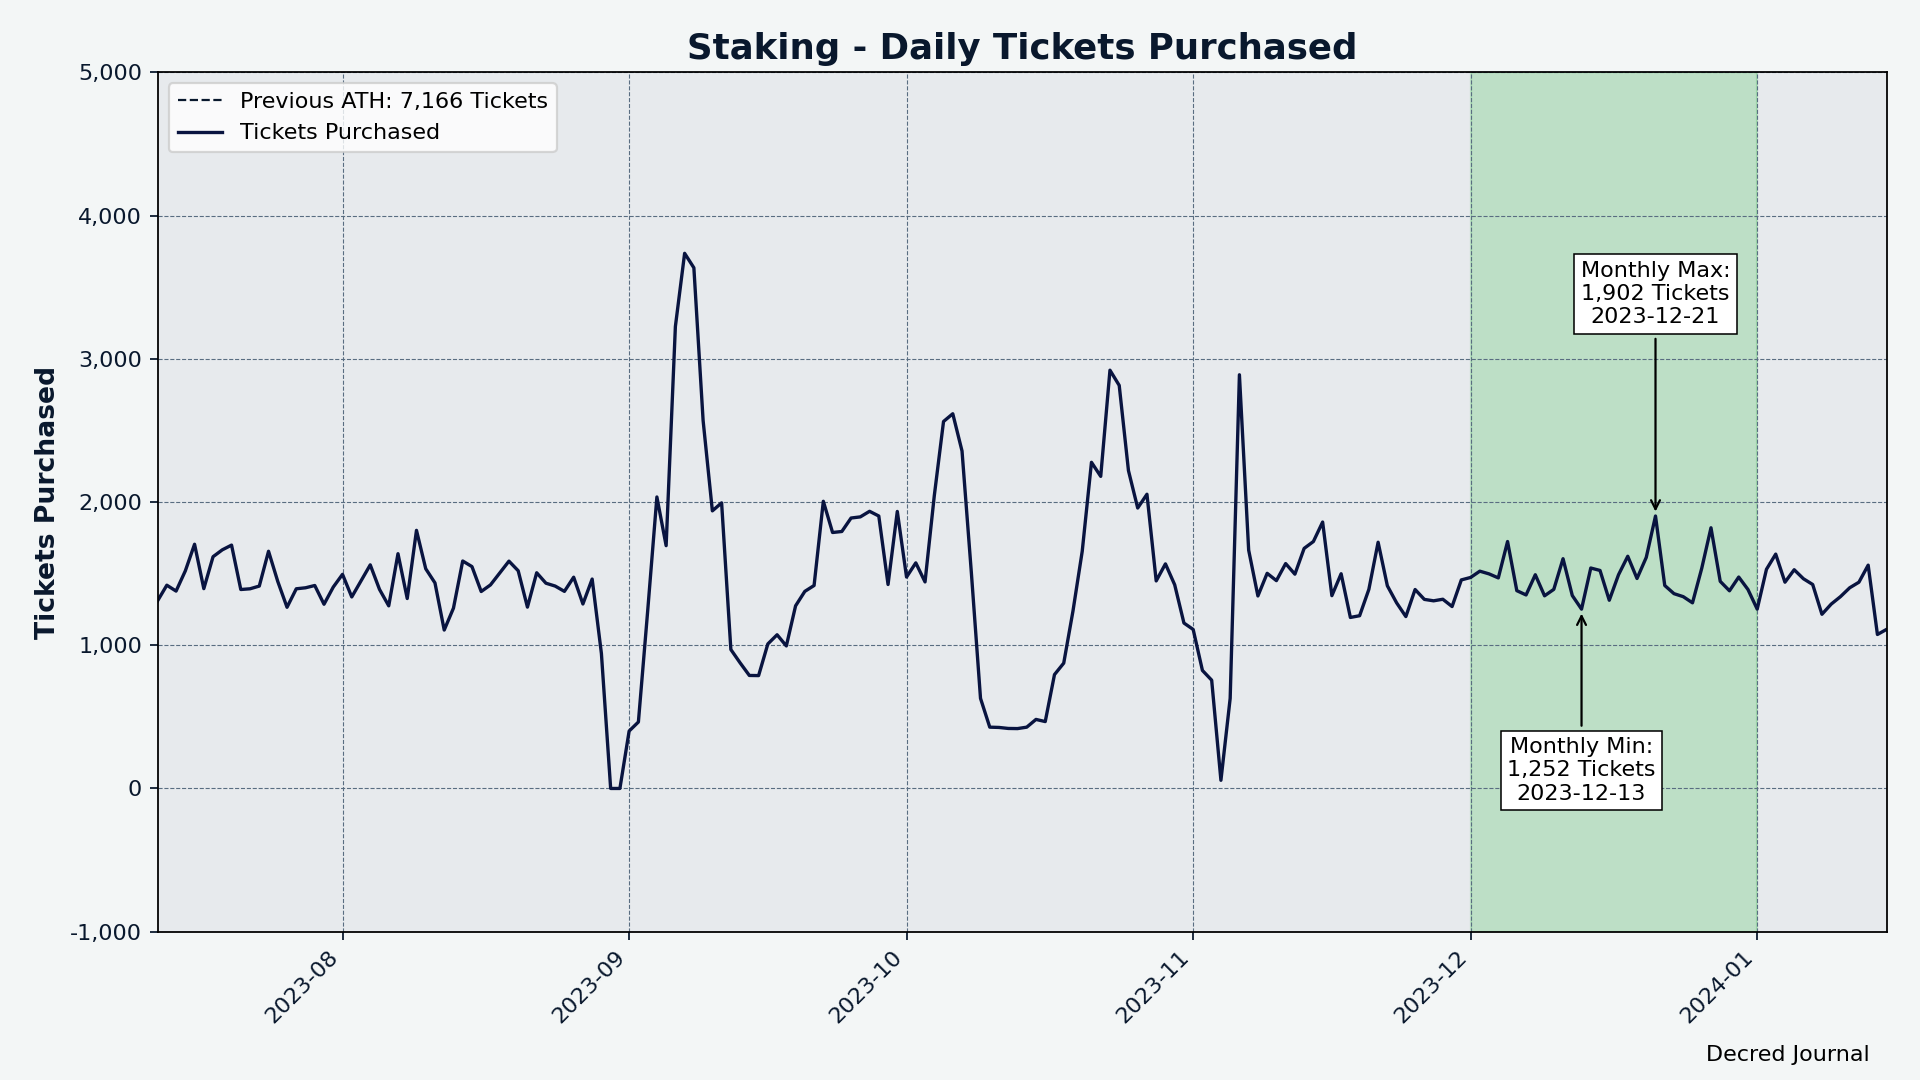 Staking - Daily Tickets Purchased
5,000
4,000
3,000
2,000
1,000
0
-1,000
Tickets Purchased
Previous ATH: 7,166 Tickets
Tickets Purchased
Monthly Max:
1,902 Tickets
2023-12-21
Monthly Min:
1,252 Tickets
2023-12-13
2023-08
2023-09
2023-10
2023-11
2023-12
2024-01
Decred Journal